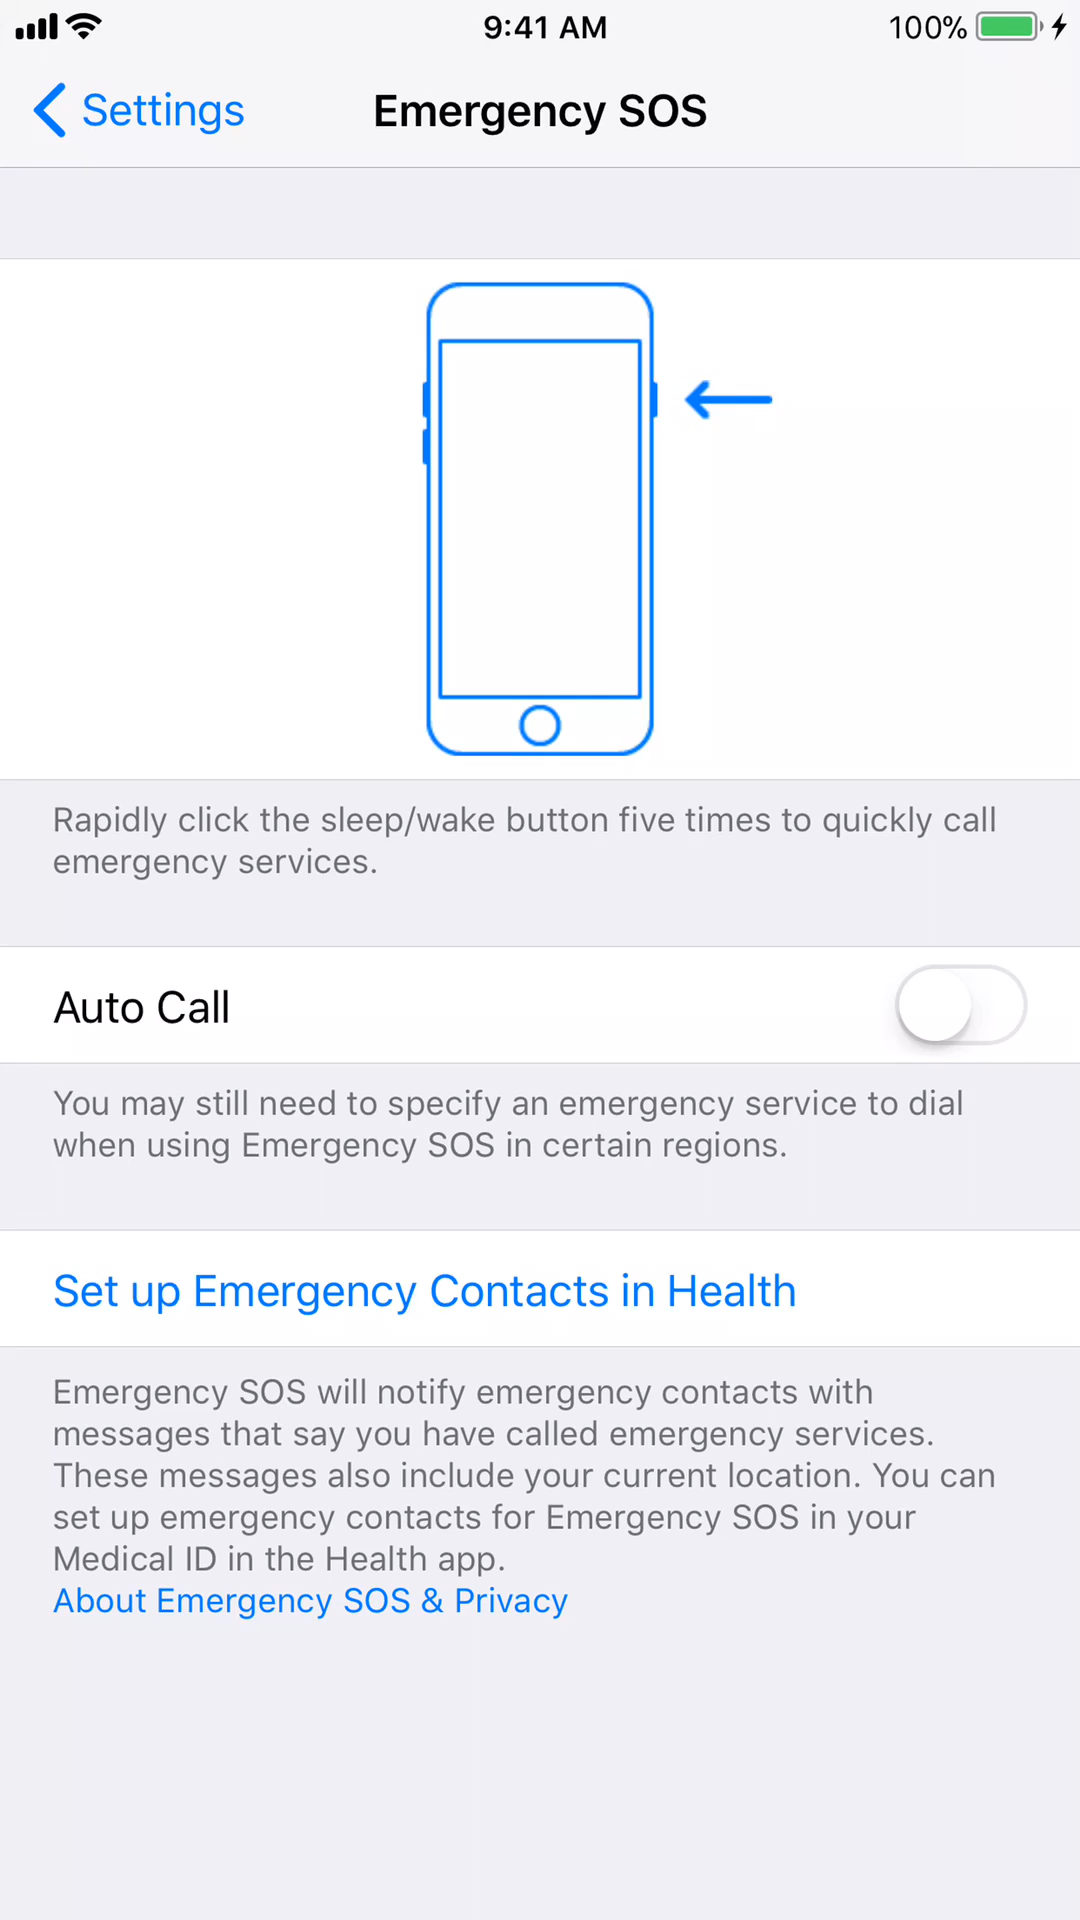 9:41 AM
100%
Settings
Emergency SOS
Rapidly click the sleep/wake button five times to quickly call
emergency services.
Auto Call
You may still need to specify an emergency service to dial
when using Emergency SOS in certain regions.
Set up Emergency Contacts in Health
Emergency SOS will notify emergency contacts with
messages that say you have called emergency services.
These messages also include your current location. You can
set up emergency contacts for Emergency SOS in your
Medical ID in the Health app.
About Emergency SOS & Privacy